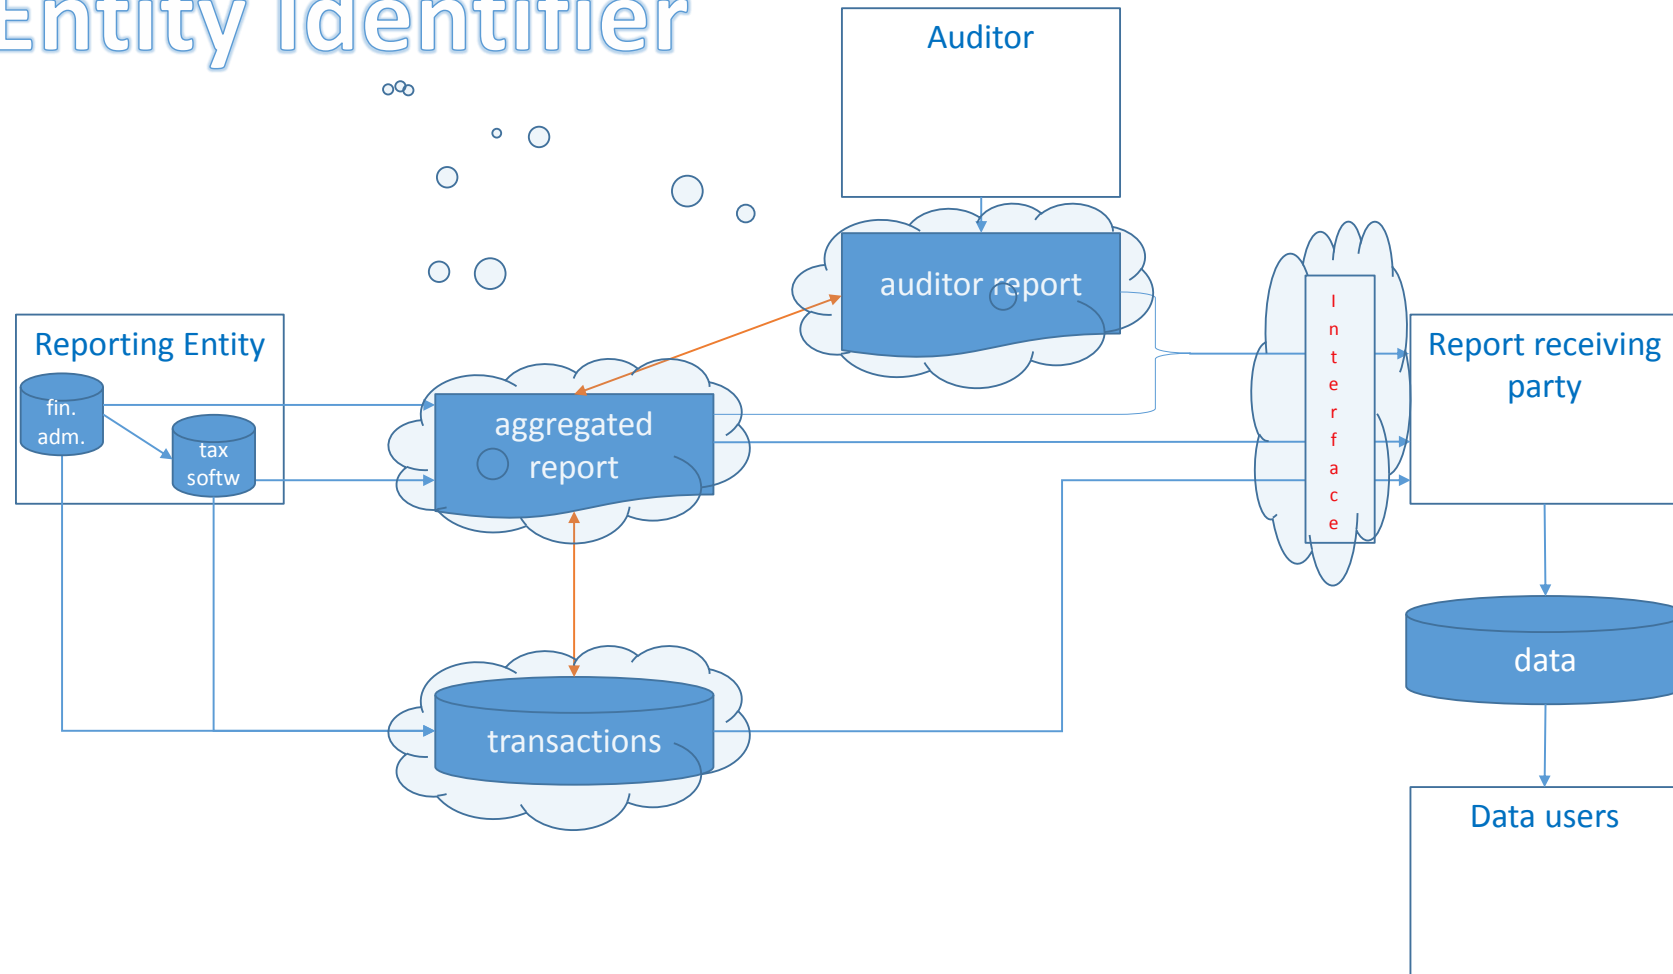 Entity Identifier
Auditor
auditor report
Reporting Entity
fin.
adm.
tax
softw
aggregated
report
I
n
t
e
r
f
a
c
e
Report receiving
party
transactions
data
Data users